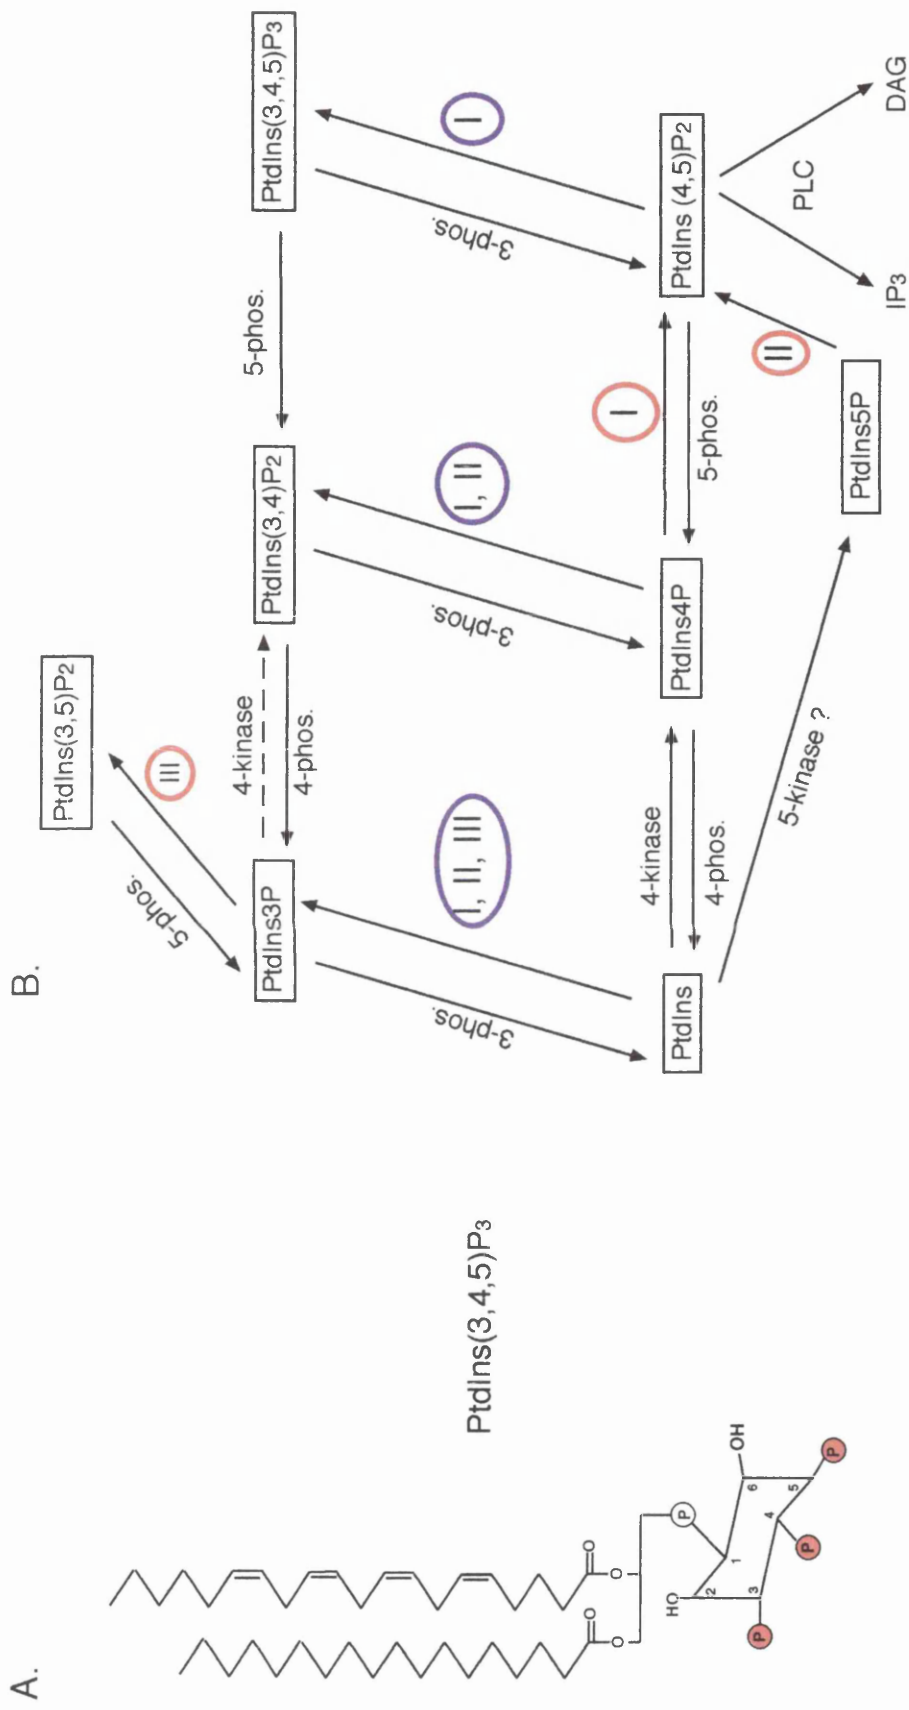 A.
PtdIns(3,4,5)P3
O
O
O
O
P
HO
OH
1
2
3
4
5
6
P
P
P
B.
PtdIns(3,5)P2
5-phos.
III
PtdIns3P
4-kinase
4-phos.
PtdIns(3,4)P2
5-phos.
PtdIns(3,4,5)P3
3-phos.
I, II, III
3-phos.
I, II
3-phos.
I
PtdIns
4-kinase
4-phos.
PtdIns4P
I
5-phos.
PtdIns (4,5)P2
5-kinase ?
PtdIns5P
II
PLC
IP3
DAG